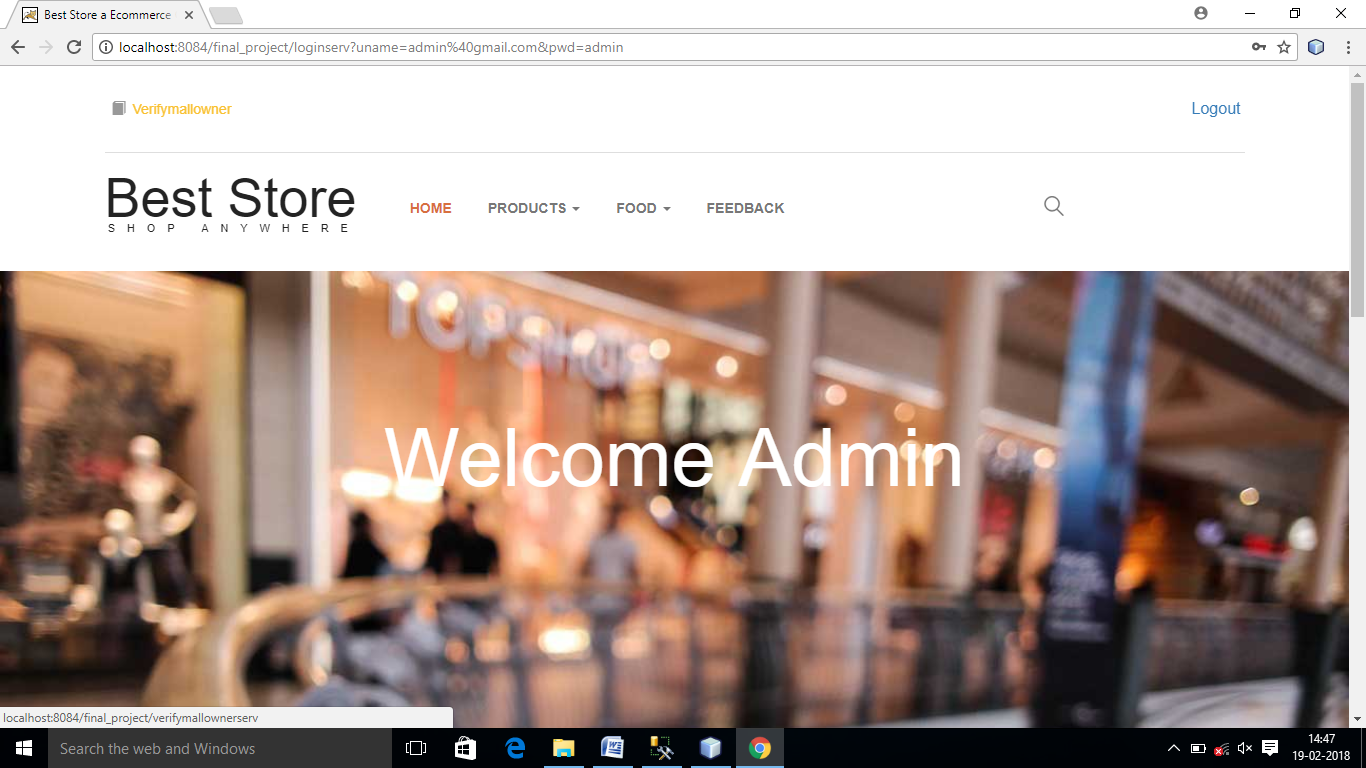 Best Store a Ecommerce
localhost:8084/final_project/loginserv?uname=admin%40gmail.com&pwd=admin
Verifymallowner
Logout
Best Store
SHOP ANYWHERE
HOME PRODUCTS FOOD FEEDBACK
TOPSHOP
Welcome Admin
localhost:8084/final_project/verifymallownerserv
Search the web and Windows
14:47
19-02-2018